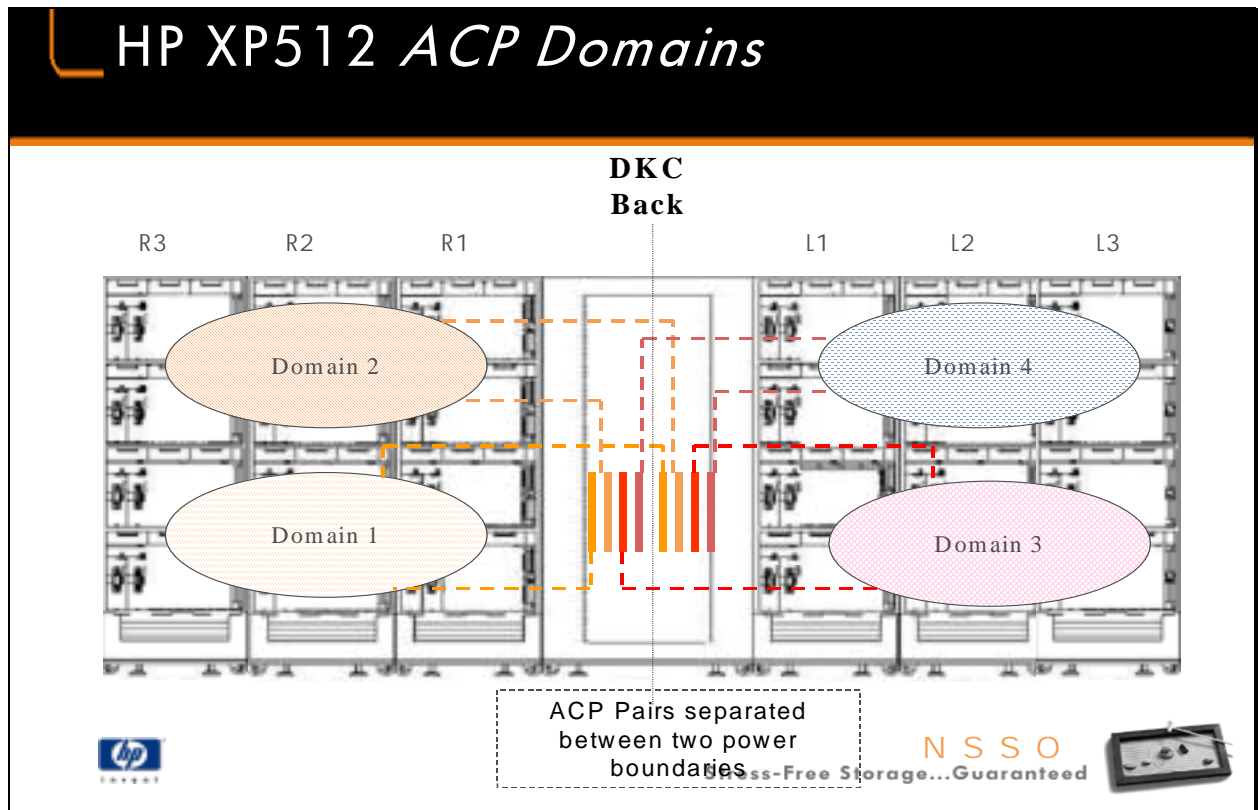 HP XP512 ACP Domains
DKC
Back
R3 R2 R1 L1 L2 L3
Domain 2 Domain 4
Domain 1 Domain 3
ACP Pairs separated
between two power
boundaries
NSSO
Stress-Free Storage...Guaranteed
hp
invent